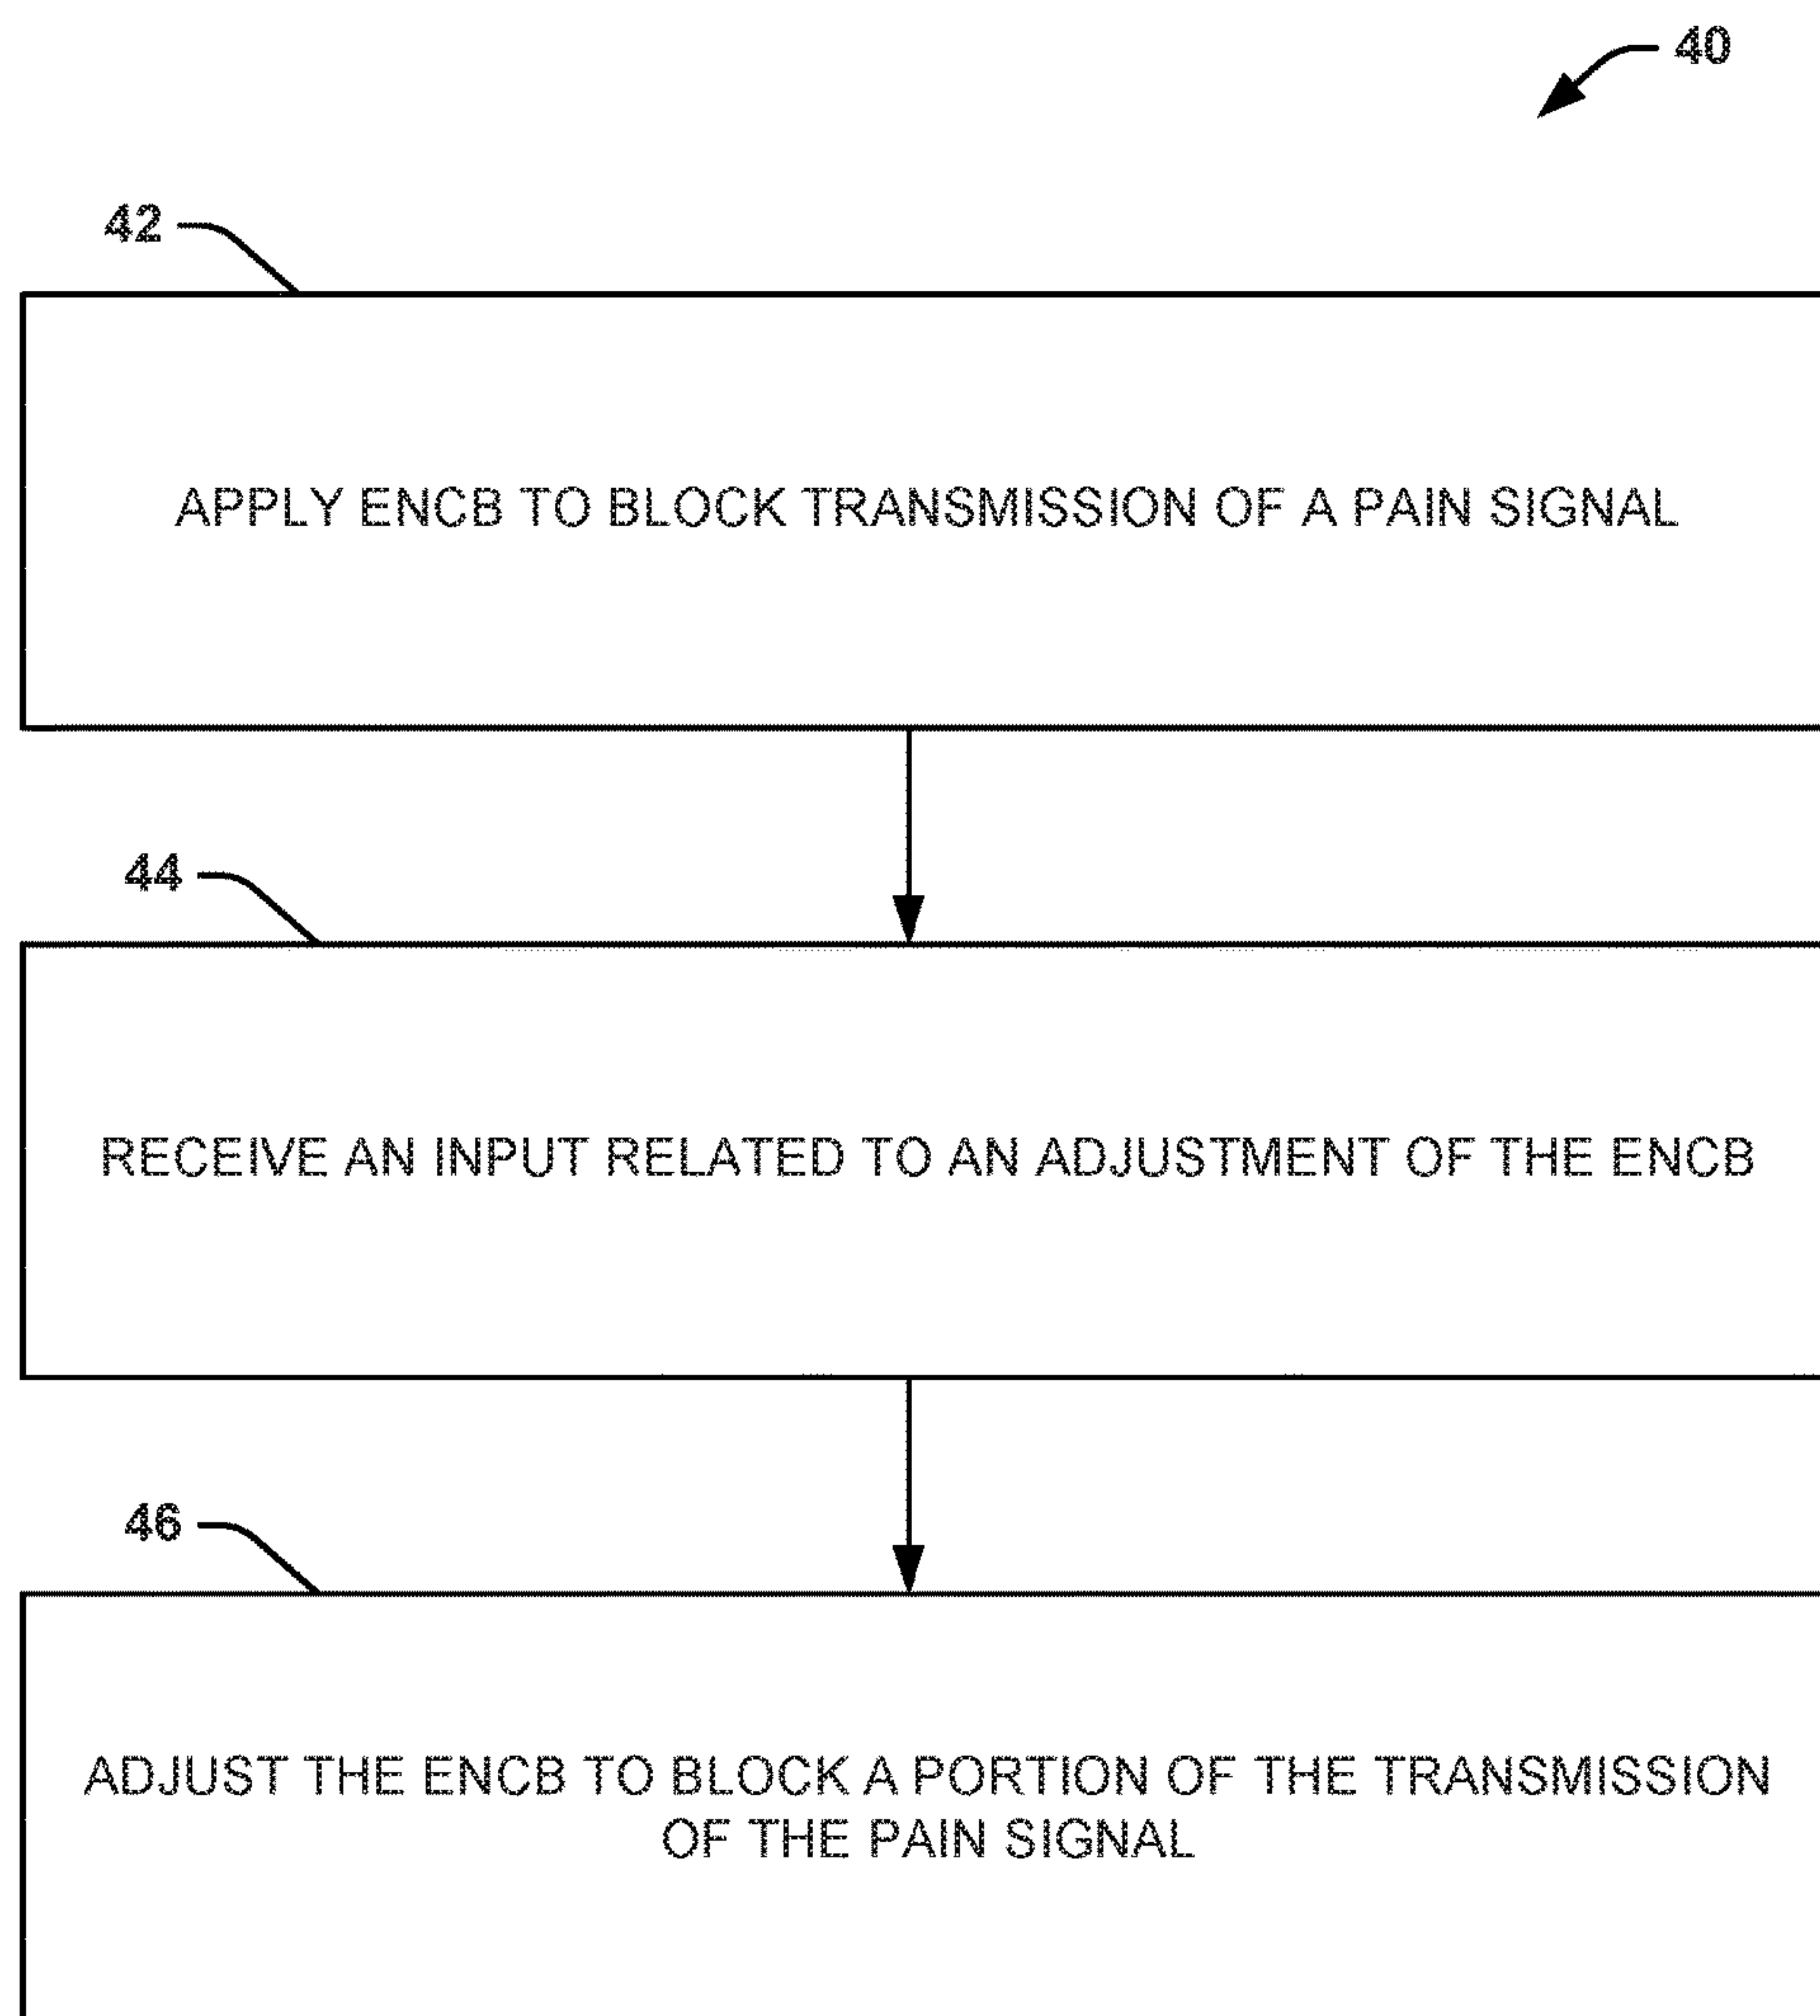 40
42
APPLY ENCB TO BLOCK TRANSMISSION OF A PAIN SIGNAL
44
RECEIVE AN INPUT RELATED TO AN ADJUSTMENT OF THE ENCB
46
ADJUST THE ENCB TO BLOCK A PORTION OF THE TRANSMISSION
OF THE PAIN SIGNAL